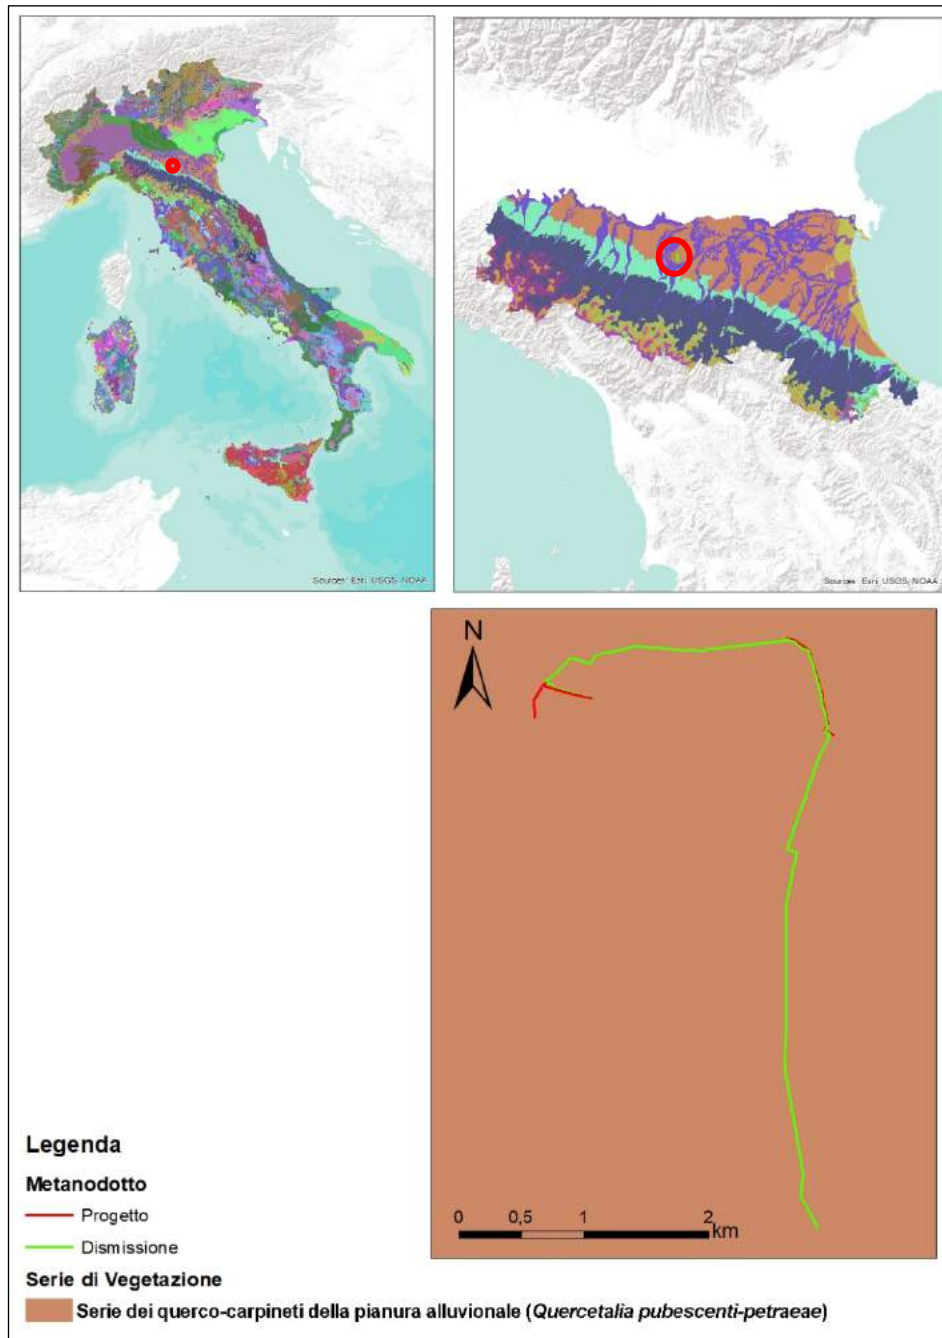 Sources: Esri, USGS, NOAA
Sources: Esri, USGS, NOAA
N
0 0,5 1 2
km
Legenda
Metanodotto
Progetto
Dismissione
Serie di Vegetazione
Serie dei querco-carpineti della pianura alluvionale (Quercetalia pubescenti-petraeae)